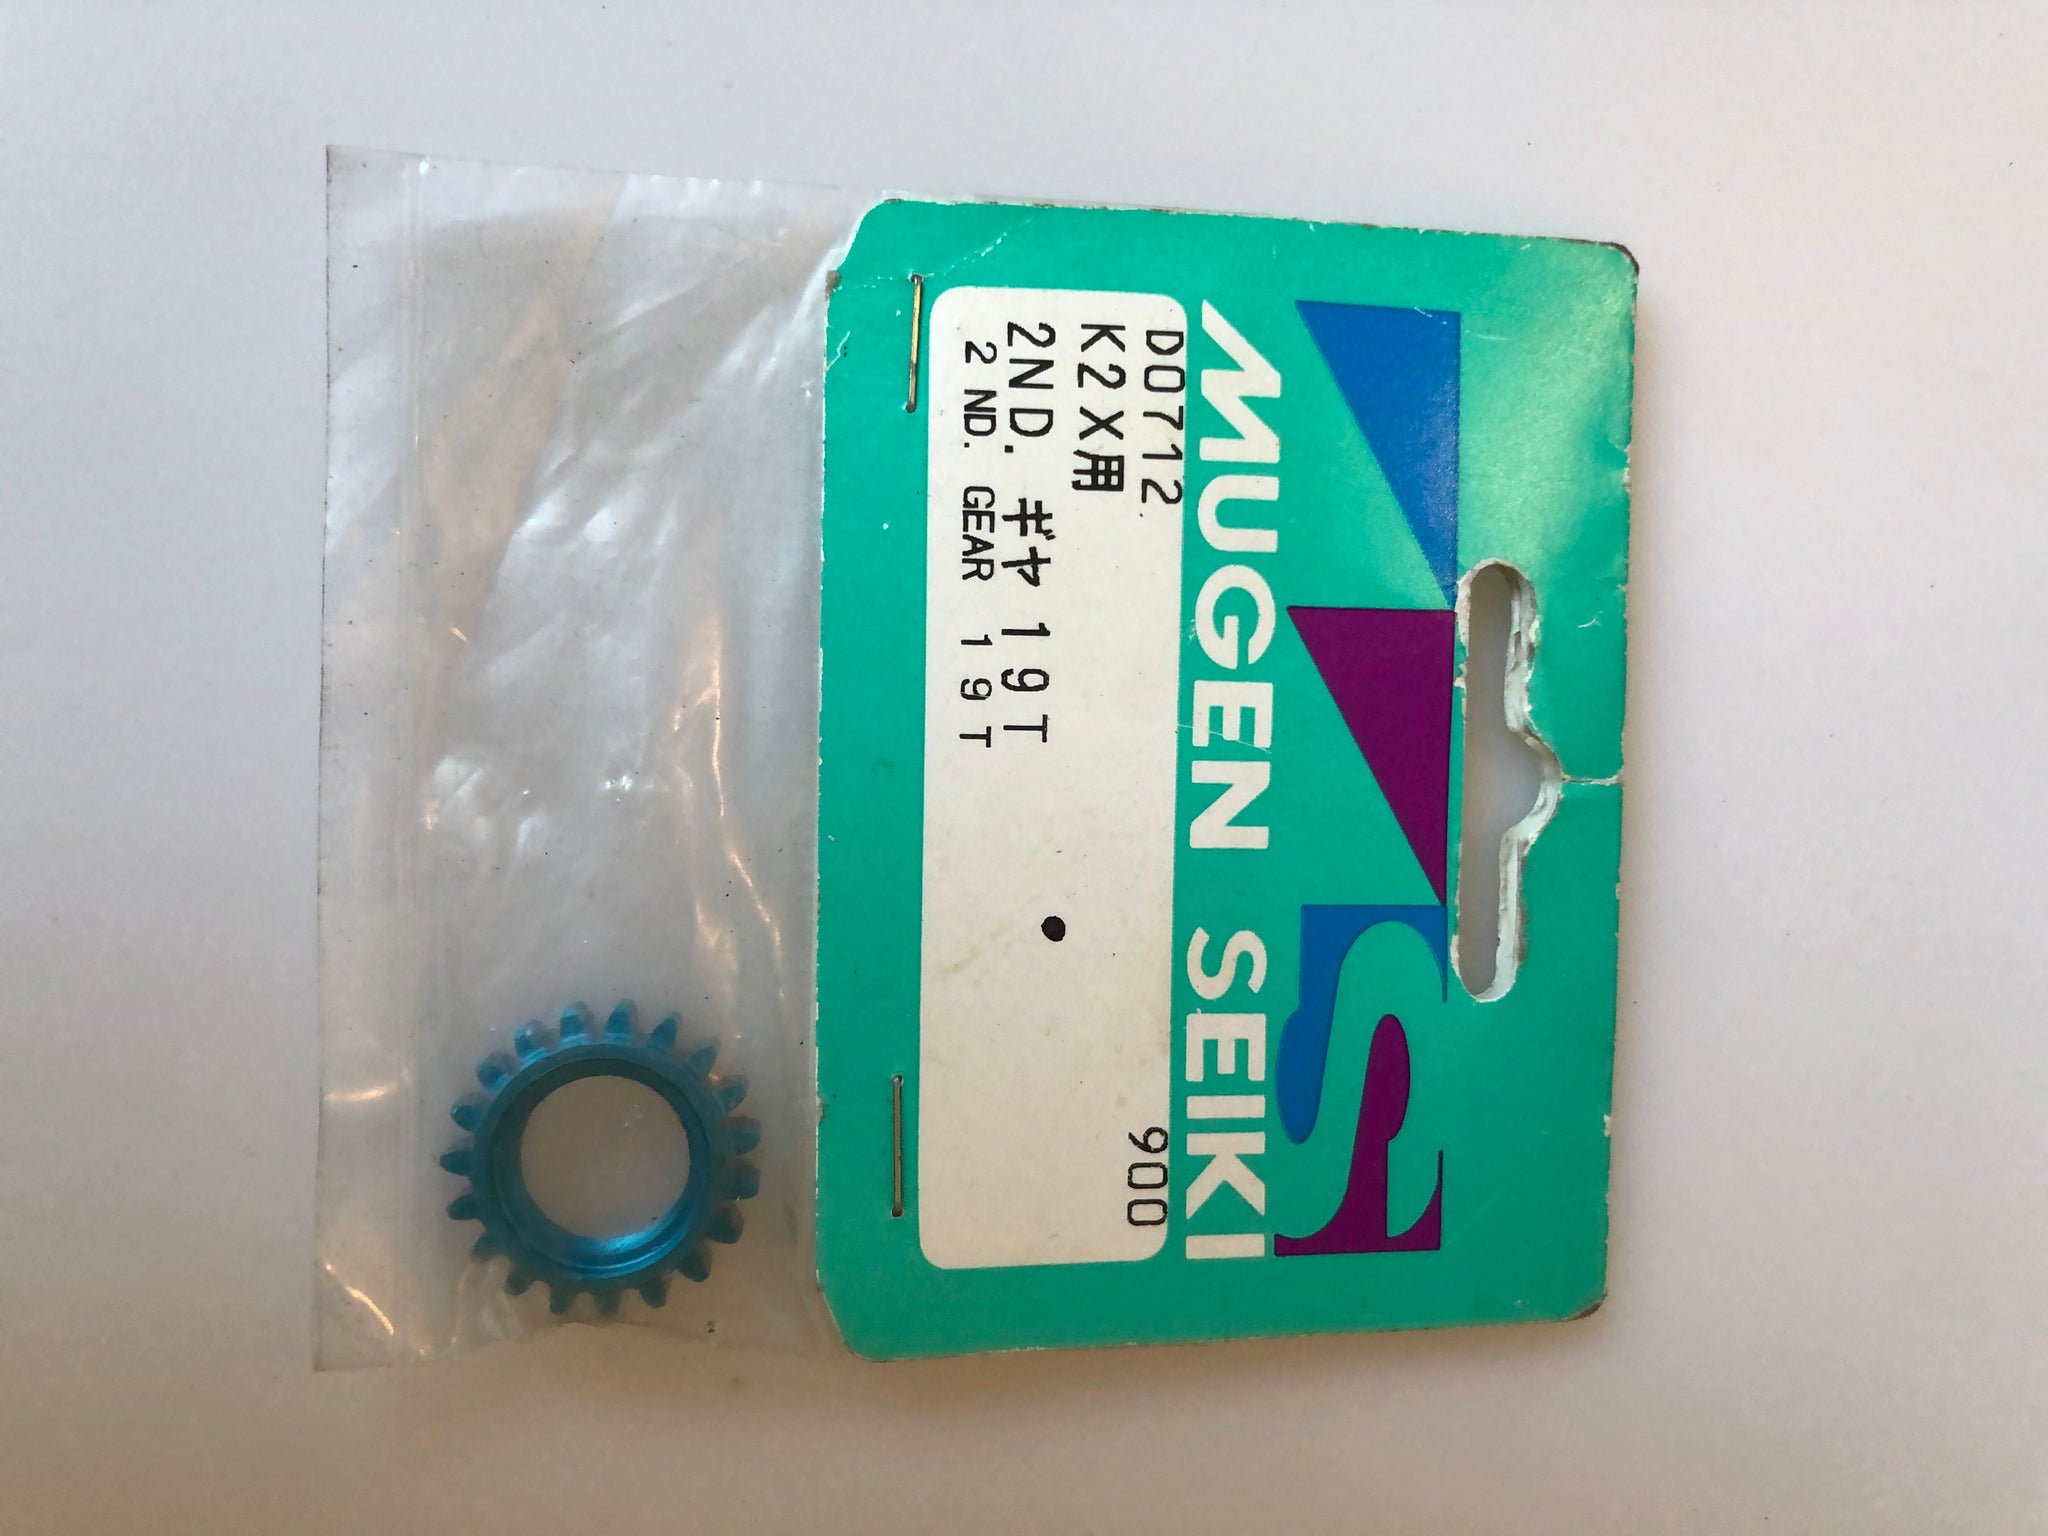 MUGEN SEIKI
D0712 900
K2X用
2ND. ギヤ 19T
2 ND. GEAR 19T